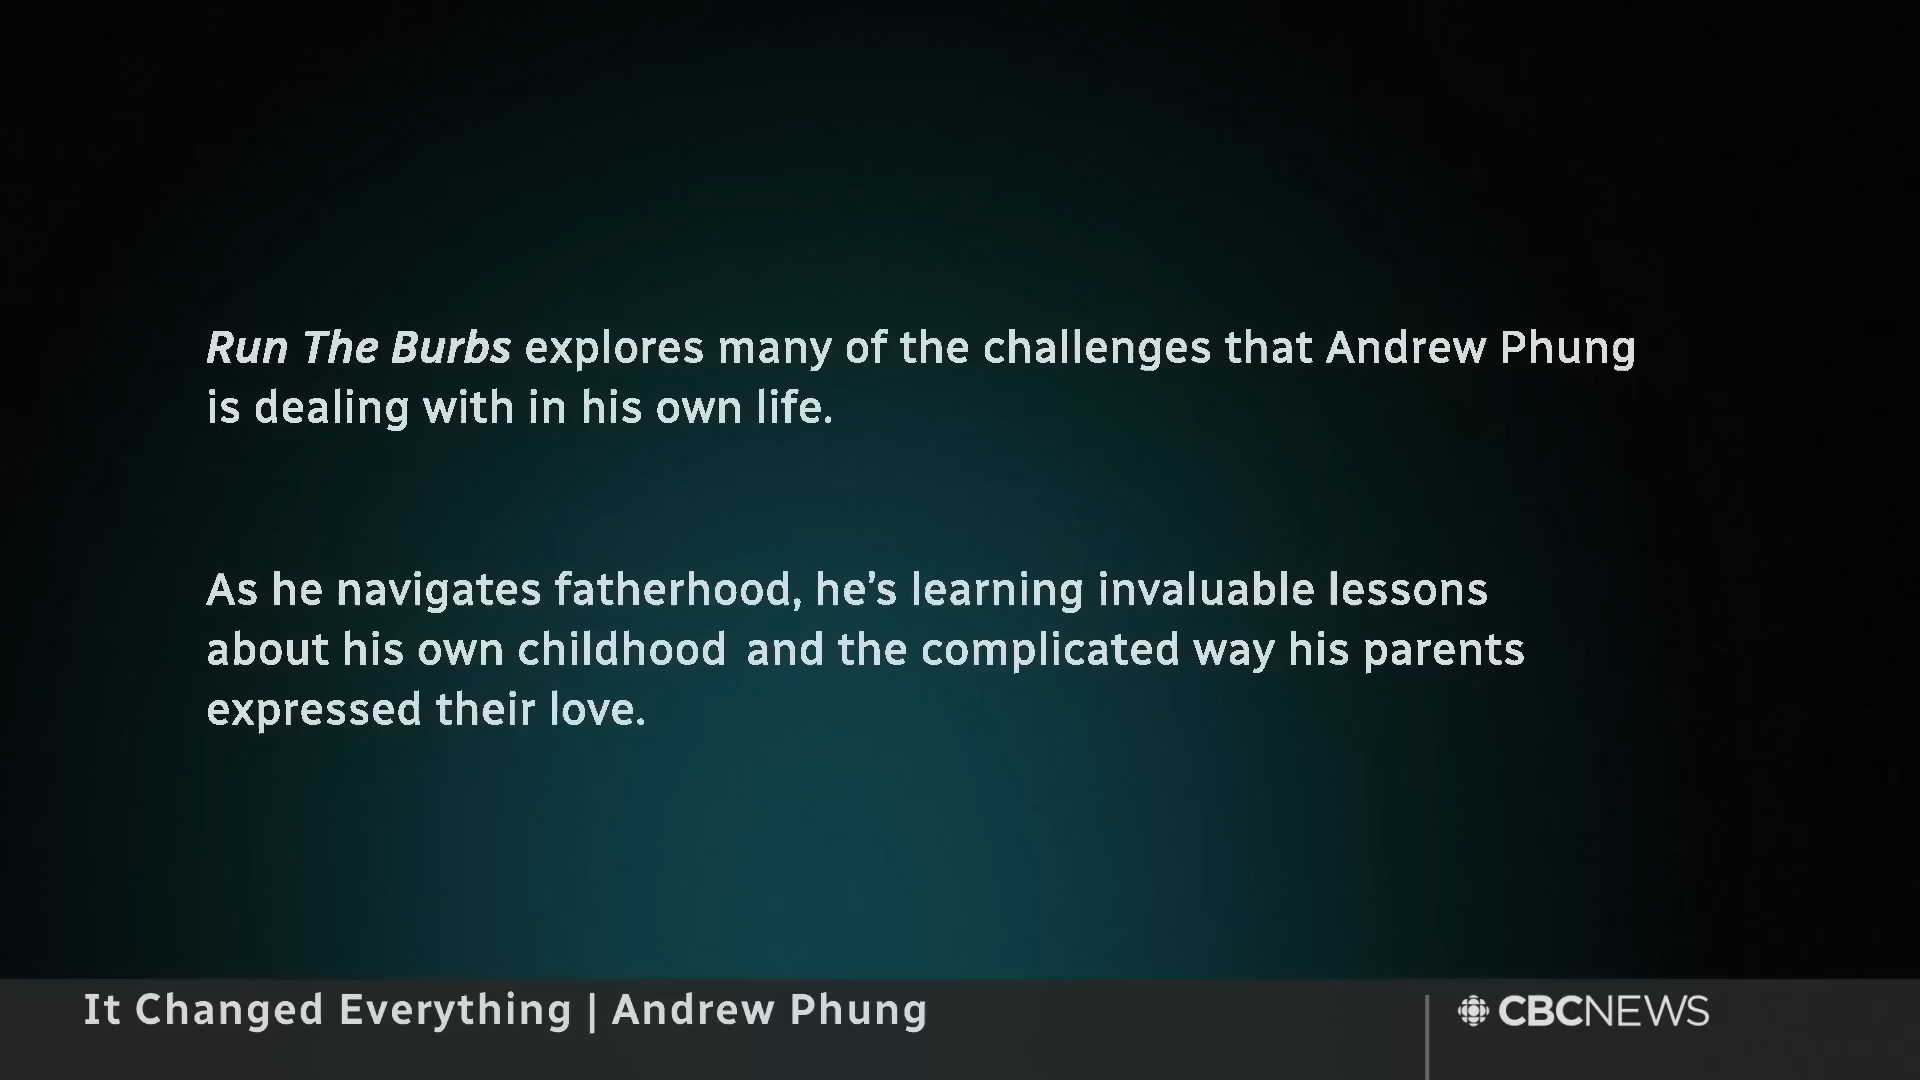 Run The Burbs explores many of the challenges that Andrew Phung
is dealing with in his own life.
As he navigates fatherhood, he's learning invaluable lessons
about his own childhood and the complicated way his parents
expressed their love.
It Changed Everything | Andrew Phung
CBCNEWS